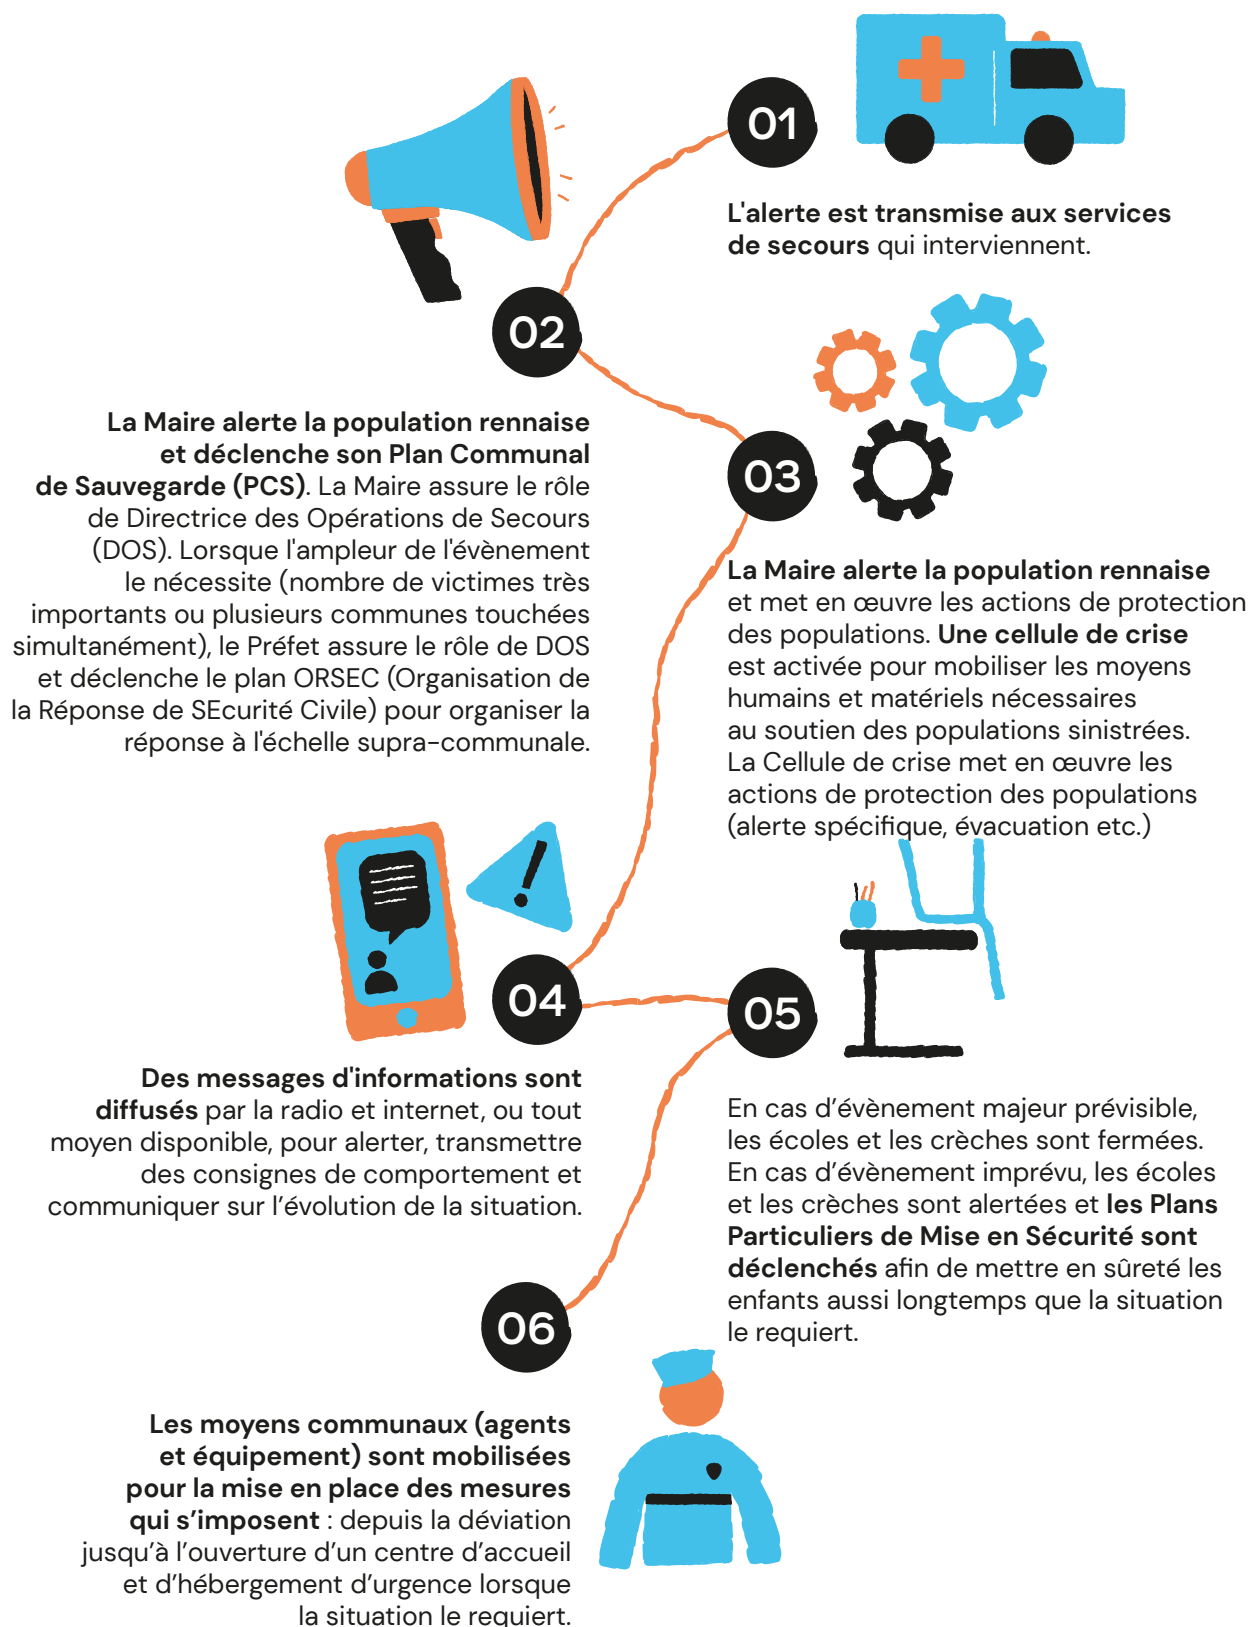 01
L'alerte est transmise aux services
de secours qui interviennent.
02
La Maire alerte la population rennaise
et déclenche son Plan Communal
de Sauvegarde (PCS). La Maire assure le rôle
de Directrice des Opérations de Secours
(DOS). Lorsque l'ampleur de l'évènement
le nécessite (nombre de victimes très
importants ou plusieurs communes touchées
simultanément), le Préfet assure le rôle de DOS
et déclenche le plan ORSEC (Organisation de
la Réponse de SEcurité Civile) pour organiser la
réponse à l'échelle supra-communale.
03
La Maire alerte la population rennaise
et met en œuvre les actions de protection
des populations. Une cellule de crise
est activée pour mobiliser les moyens
humains et matériels nécessaires
au soutien des populations sinistrées.
La Cellule de crise met en œuvre les
actions de protection des populations
(alerte spécifique, évacuation etc.)
04
Des messages d'informations sont
diffusés par la radio et internet, ou tout
moyen disponible, pour alerter, transmettre
des consignes de comportement et
communiquer sur l’évolution de la situation.
05
En cas d’évènement majeur prévisible,
les écoles et les crèches sont fermées.
En cas d’évènement imprévu, les écoles
et les crèches sont alertées et les Plans
Particuliers de Mise en Sécurité sont
déclenchés afin de mettre en sûreté les
enfants aussi longtemps que la situation
le requiert.
06
Les moyens communaux (agents
et équipement) sont mobilisées
pour la mise en place des mesures
qui s’imposent : depuis la déviation
jusqu’à l’ouverture d’un centre d’accueil
et d’hébergement d’urgence lorsque
la situation le requiert.